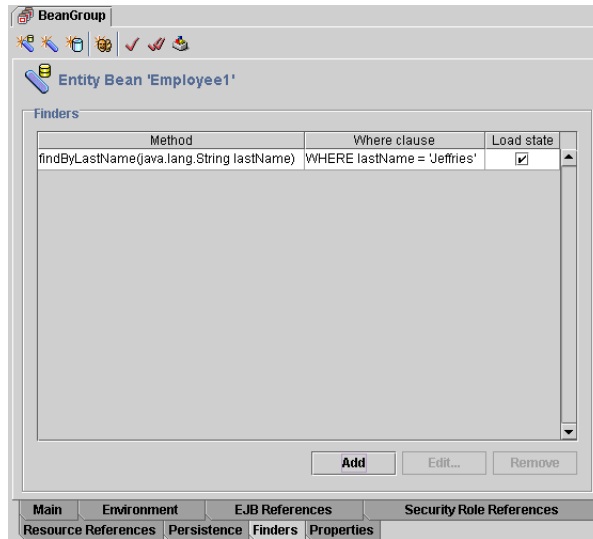 BeanGroup
Entity Bean 'Employee1'
Finders
Method Where clause Load state
findByLastName(java.lang.String lastName) WHERE lastName = 'Jeffries'
Add Edit... Remove
Main Environment EJB References Security Role References
Resource References Persistence Finders Properties